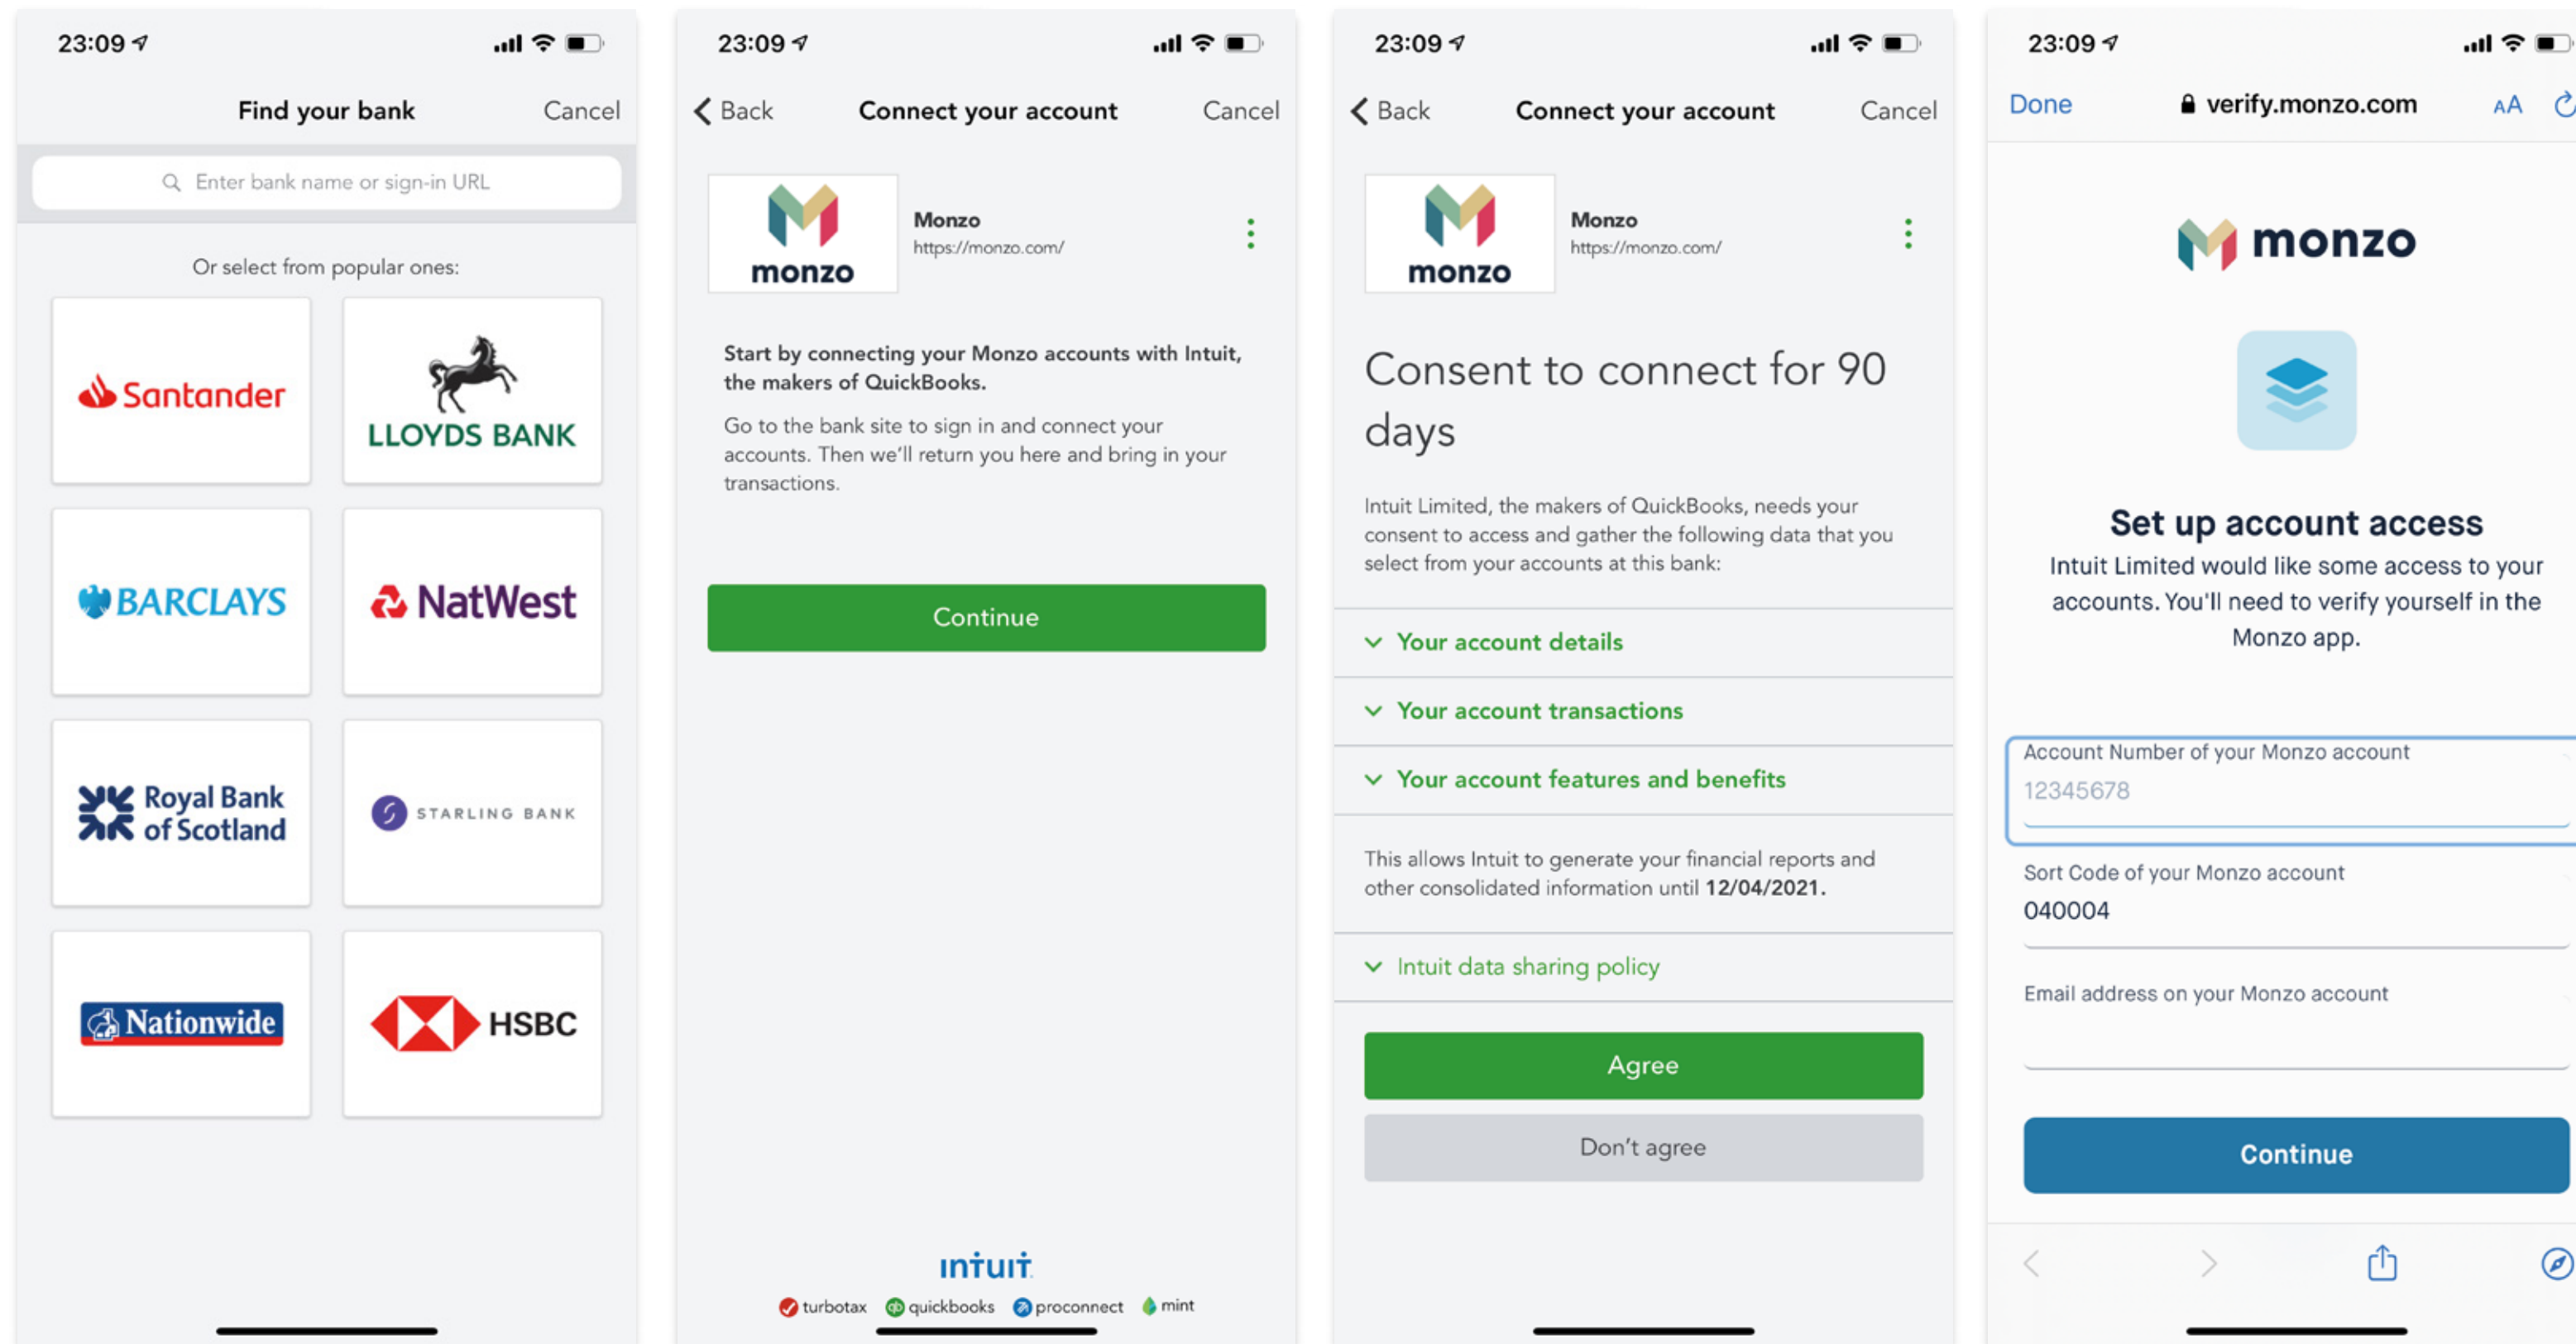 23:09
Find your bank
Cancel
Enter bank name or sign-in URL
Or select from popular ones:
Santander
LLOYDS BANK
BARCLAYS
NatWest
Royal Bank
of Scotland
STARLING BANK
Nationwide
HSBC
23:09
Back
Connect your account
Cancel
monzo
Monzo
https://monzo.com/
Start by connecting your Monzo accounts with Intuit,
the makers of QuickBooks.
Go to the bank site to sign in and connect your
accounts. Then we'll return you here and bring in your
transactions.
Continue
intuit
turbotax
qb quickbooks
proconnect
mint
23:09
Back
Connect your account
Cancel
monzo
Monzo
https://monzo.com/
Consent to connect for 90
days
Intuit Limited, the makers of QuickBooks, needs your
consent to access and gather the following data that you
select from your accounts at this bank:
Your account details
Your account transactions
Your account features and benefits
This allows Intuit to generate your financial reports and
other consolidated information until 12/04/2021.
Intuit data sharing policy
Agree
Don't agree
23:09
Done
verify.monzo.com
AA
monzo
Set up account access
Intuit Limited would like some access to your
accounts. You'll need to verify yourself in the
Monzo app.
Account Number of your Monzo account
12345678
Sort Code of your Monzo account
040004
Email address on your Monzo account
Continue